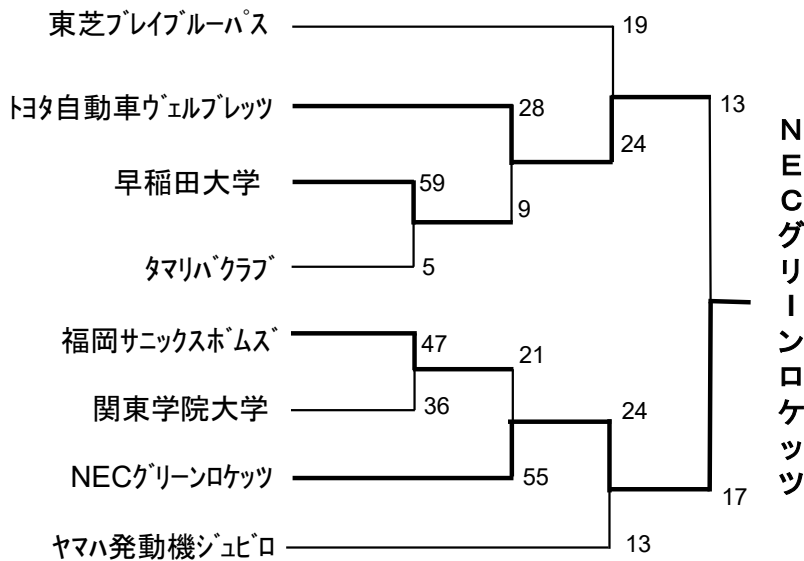 東芝ブレイブルーパス
19
トヨタ自動車ヴェルブレッツ
28
13
24
早稲田大学
59
9
タマリバクラブ
5
福岡サニックスボムズ
47
21
関東学院大学
36
24
NECグリーンロケッツ
55
17
ヤマハ発動機ジュビロ
13
NECグリーンロケッツ